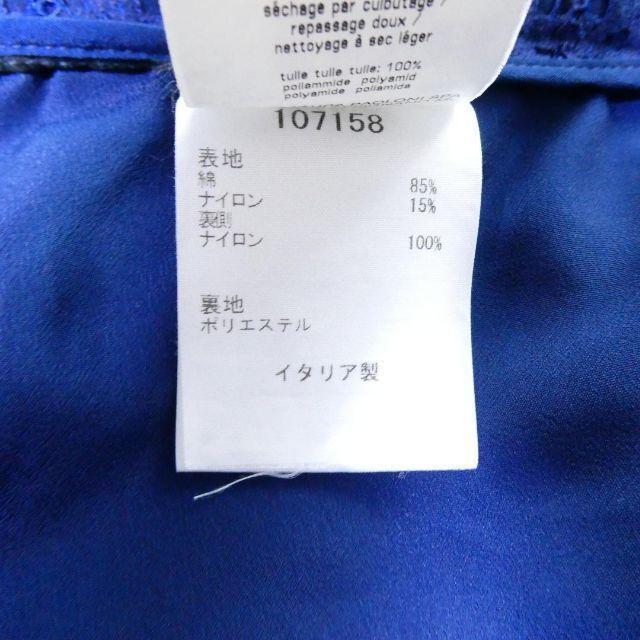 séchage par culbutage /
repassage doux /
nettoyage à sec léger
tulle tulle tulle: 100%
poliammide polyamid
polyamide poliamida
107158
表地
綿 85%
ナイロン 15%
裏側
ナイロン 100%
裏地
ポリエステル
イタリア製